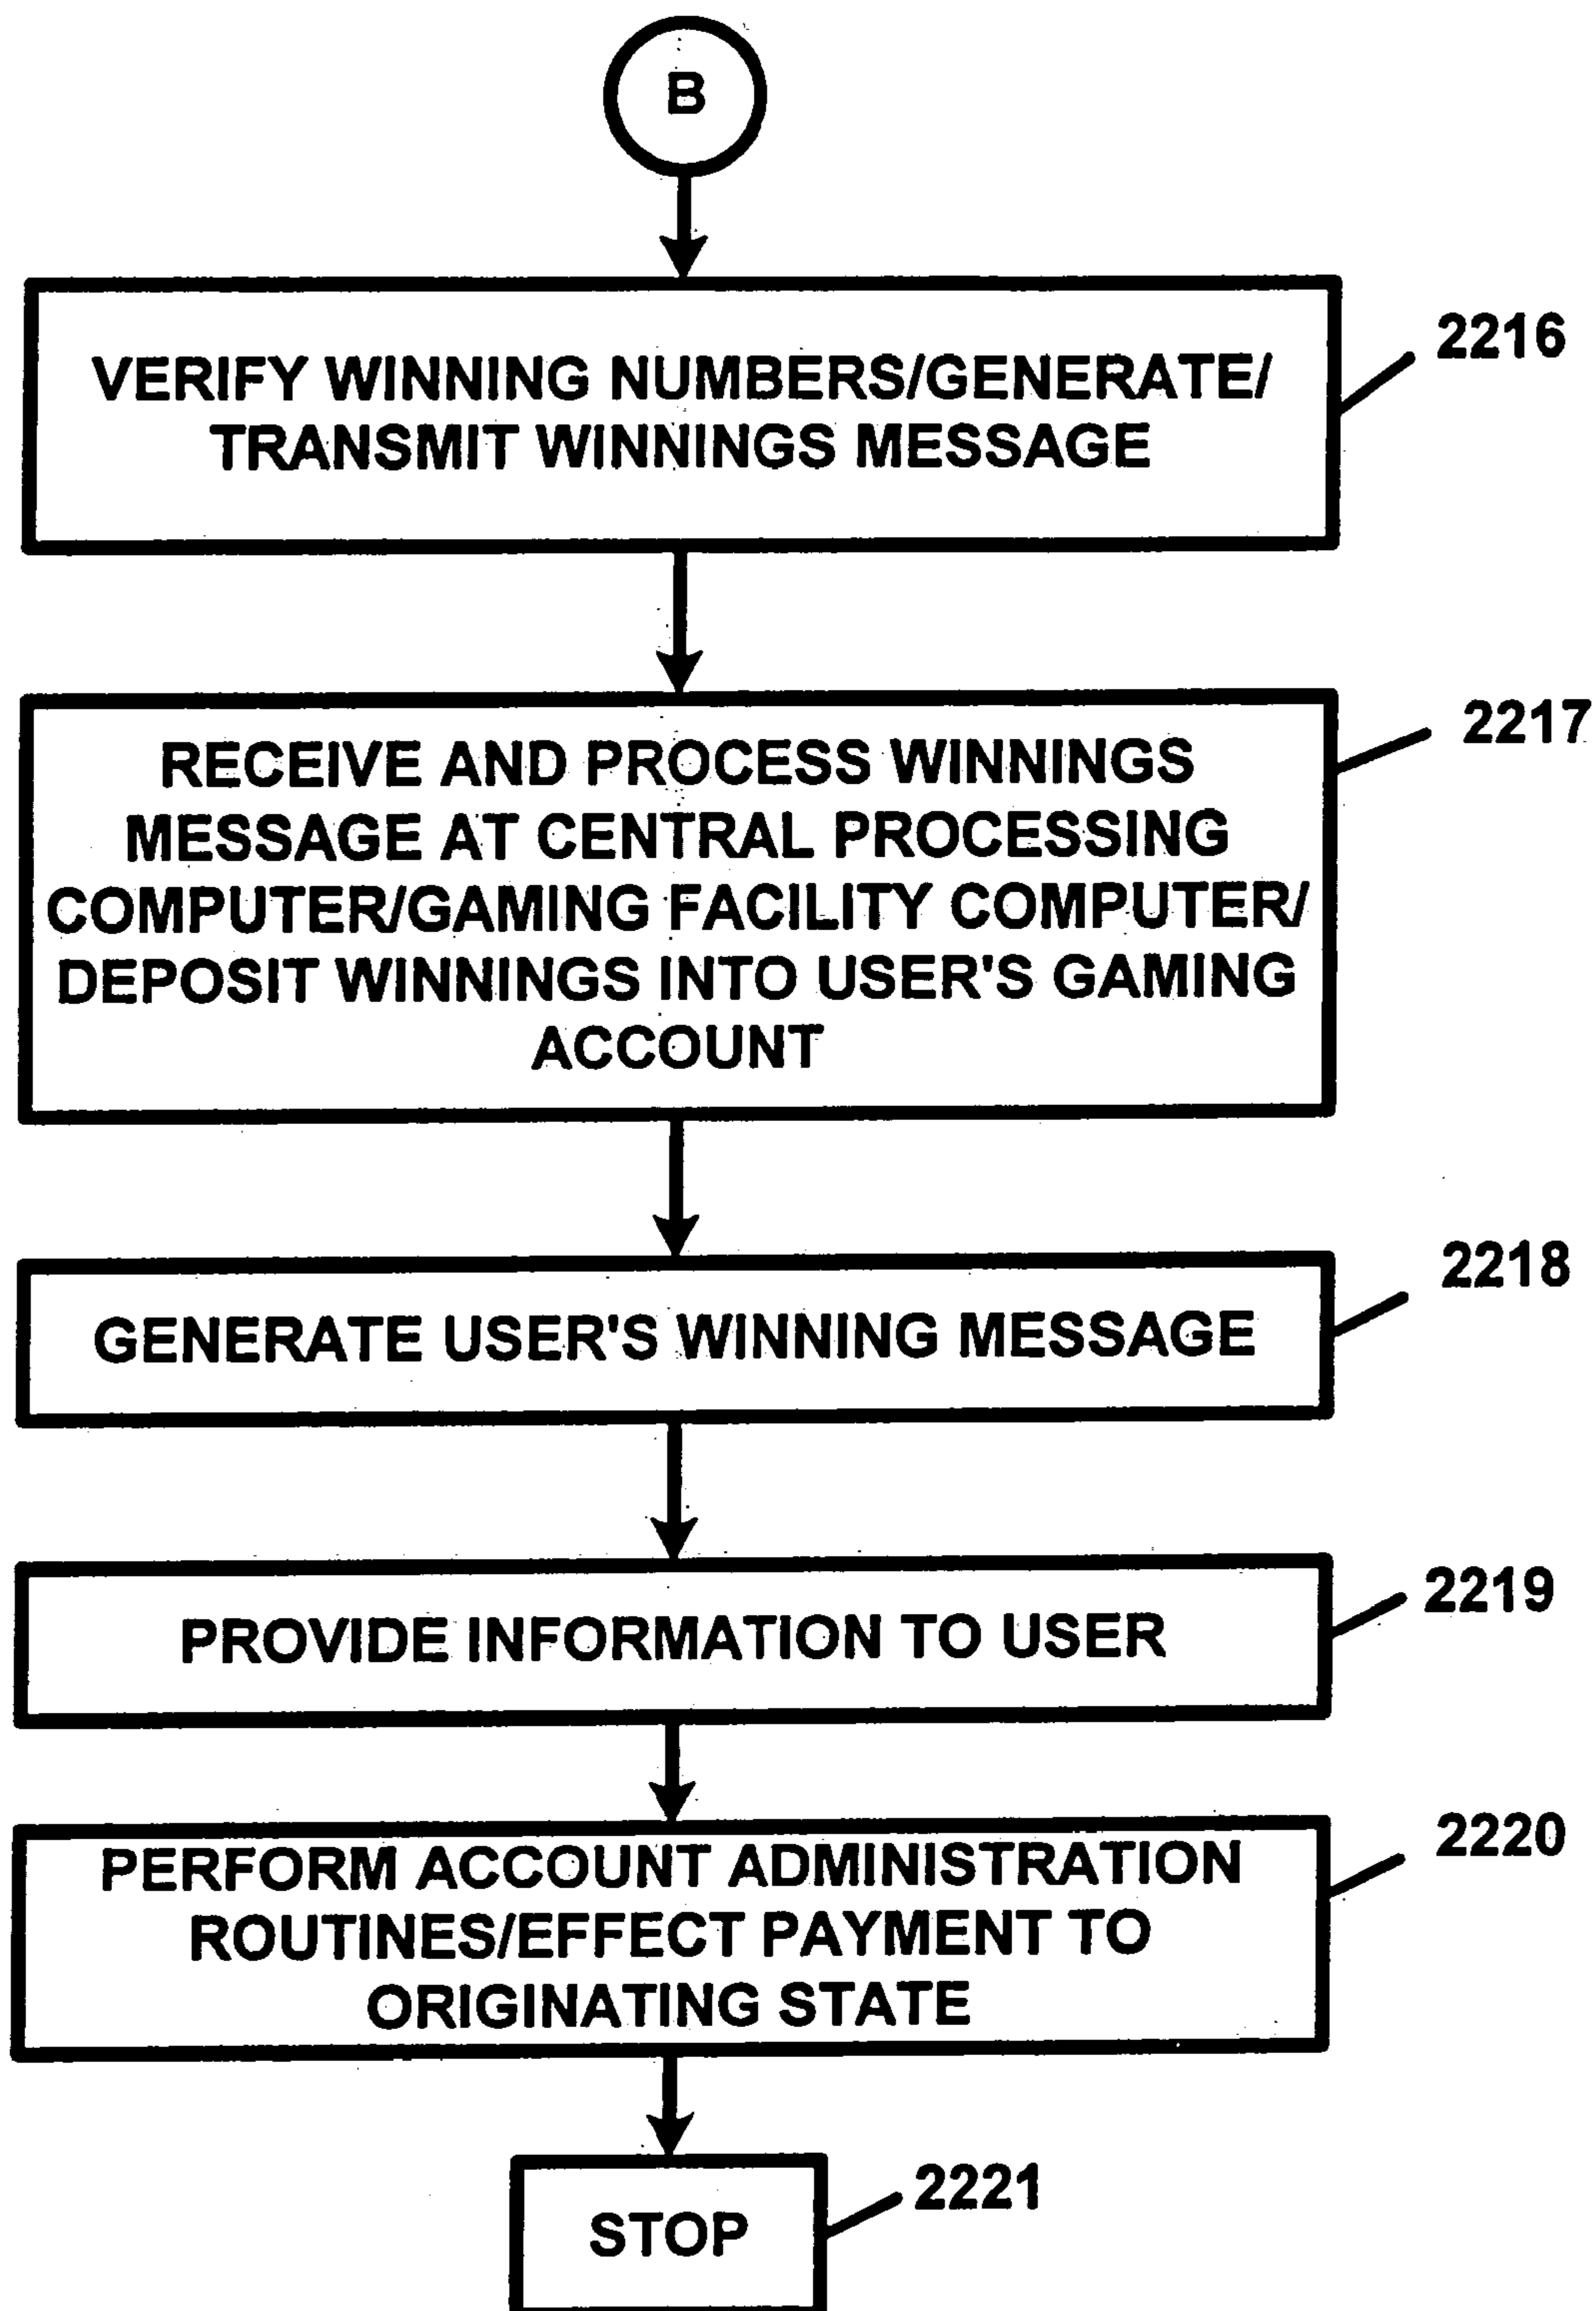 B
VERIFY WINNING NUMBERS/GENERATE/
TRANSMIT WINNINGS MESSAGE
2216
RECEIVE AND PROCESS WINNINGS
MESSAGE AT CENTRAL PROCESSING
COMPUTER/GAMING FACILITY COMPUTER/
DEPOSIT WINNINGS INTO USER'S GAMING
ACCOUNT
2217
GENERATE USER'S WINNING MESSAGE
2218
PROVIDE INFORMATION TO USER
2219
PERFORM ACCOUNT ADMINISTRATION
ROUTINES/EFFECT PAYMENT TO
ORIGINATING STATE
2220
STOP
2221